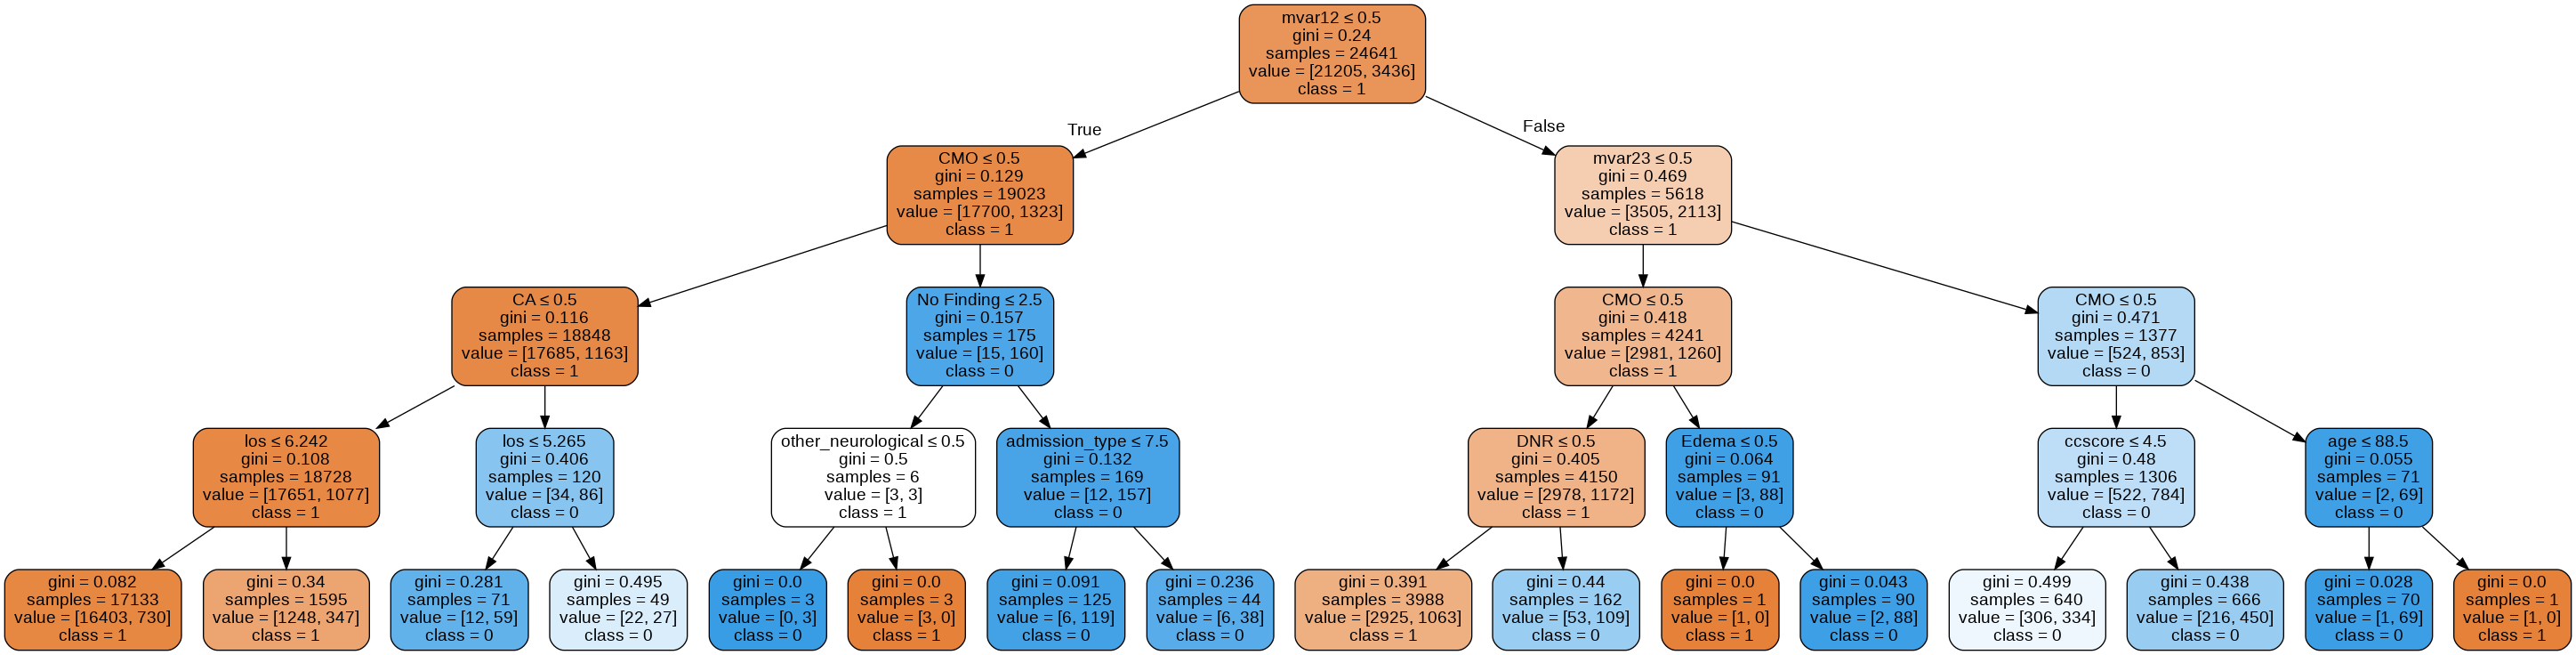 mvar12 ≤ 0.5
gini = 0.24
samples = 24641
value = [21205, 3436]
class = 1
True
False
CMO ≤ 0.5
gini = 0.129
samples = 19023
value = [17700, 1323]
class = 1
mvar23 ≤ 0.5
gini = 0.469
samples = 5618
value = [3505, 2113]
class = 1
CA ≤ 0.5
gini = 0.116
samples = 18848
value = [17685, 1163]
class = 1
No Finding ≤ 2.5
gini = 0.157
samples = 175
value = [15, 160]
class = 0
CMO ≤ 0.5
gini = 0.418
samples = 4241
value = [2981, 1260]
class = 1
CMO ≤ 0.5
gini = 0.471
samples = 1377
value = [524, 853]
class = 0
los ≤ 6.242
gini = 0.108
samples = 18728
value = [17651, 1077]
class = 1
los ≤ 5.265
gini = 0.406
samples = 120
value = [34, 86]
class = 0
other_neurological ≤ 0.5
gini = 0.5
samples = 6
value = [3, 3]
class = 1
admission_type ≤ 7.5
gini = 0.132
samples = 169
value = [12, 157]
class = 0
DNR ≤ 0.5
gini = 0.405
samples = 4150
value = [2978, 1172]
class = 1
Edema ≤ 0.5
gini = 0.064
samples = 91
value = [3, 88]
class = 0
ccscore ≤ 4.5
gini = 0.48
samples = 1306
value = [522, 784]
class = 0
age ≤ 88.5
gini = 0.055
samples = 71
value = [2, 69]
class = 0
gini = 0.082
samples = 17133
value = [16403, 730]
class = 1
gini = 0.34
samples = 1595
value = [1248, 347]
class = 1
gini = 0.281
samples = 71
value = [12, 59]
class = 0
gini = 0.495
samples = 49
value = [22, 27]
class = 0
gini = 0.0
samples = 3
value = [0, 3]
class = 0
gini = 0.0
samples = 3
value = [3, 0]
class = 1
gini = 0.091
samples = 125
value = [6, 119]
class = 0
gini = 0.236
samples = 44
value = [6, 38]
class = 0
gini = 0.391
samples = 3988
value = [2925, 1063]
class = 1
gini = 0.44
samples = 162
value = [53, 109]
class = 0
gini = 0.0
samples = 1
value = [1, 0]
class = 1
gini = 0.043
samples = 90
value = [2, 88]
class = 0
gini = 0.499
samples = 640
value = [306, 334]
class = 0
gini = 0.438
samples = 666
value = [216, 450]
class = 0
gini = 0.028
samples = 70
value = [1, 69]
class = 0
gini = 0.0
samples = 1
value = [1, 0]
class = 1